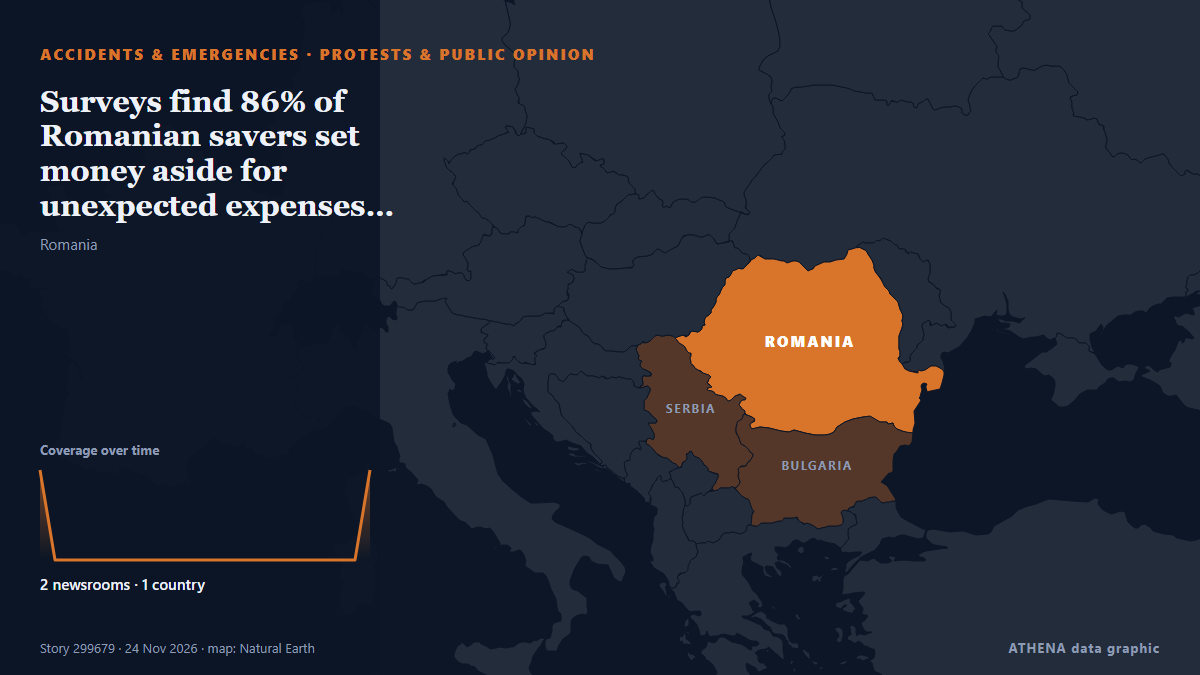 ACCIDENTS & EMERGENCIES · PROTESTS & PUBLIC OPINION
Surveys find 86% of
Romanian savers set
money aside for
unexpected expenses...
Romania
ROMANIA
SERBIA
BULGARIA
Coverage over time
2 newsrooms · 1 country
Story 299679 · 24 Nov 2026 · map: Natural Earth
ATHENA data graphic